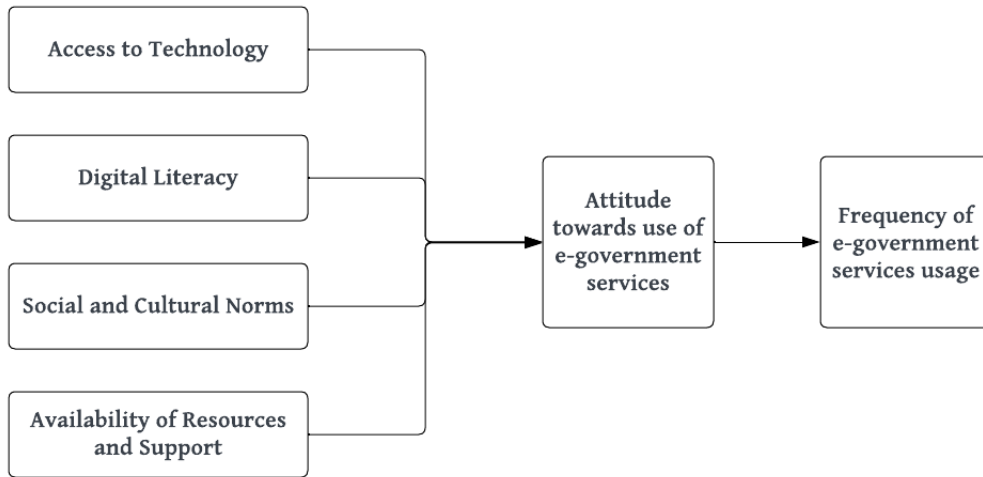 Access to Technology
Digital Literacy
Social and Cultural Norms
Availability of Resources
and Support
Attitude
towards use of
e-government
services
Frequency of
e-government
services usage